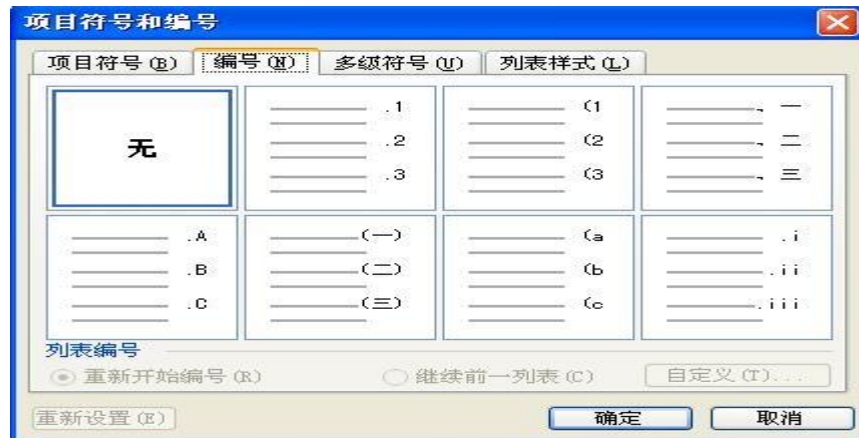 项目符号和编号
项目符号(B) 编号(N) 多级符号(U) 列表样式(L)
无
.1
.2
.3
(1
(2
(3
、一
、二
、三
.A
.B
.C
(一)
(二)
(三)
(a
(b
(c
.i
.ii
.iii
列表编号
重新开始编号(R) 继续前一列表(C) 自定义(T)...
重新设置(E) 确定 取消